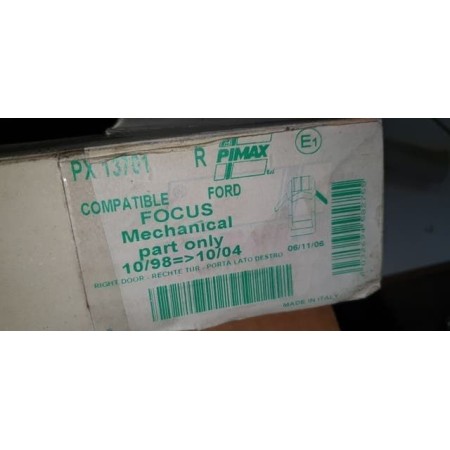 PX 13701 R PIMAX E1
COMPATIBLE FORD
FOCUS
Mechanical
part only
10/98=>10/04 06/11/06
RIGHT DOOR - RECHTE TUR - PORTA LATO DESTRO
MADE IN ITALY